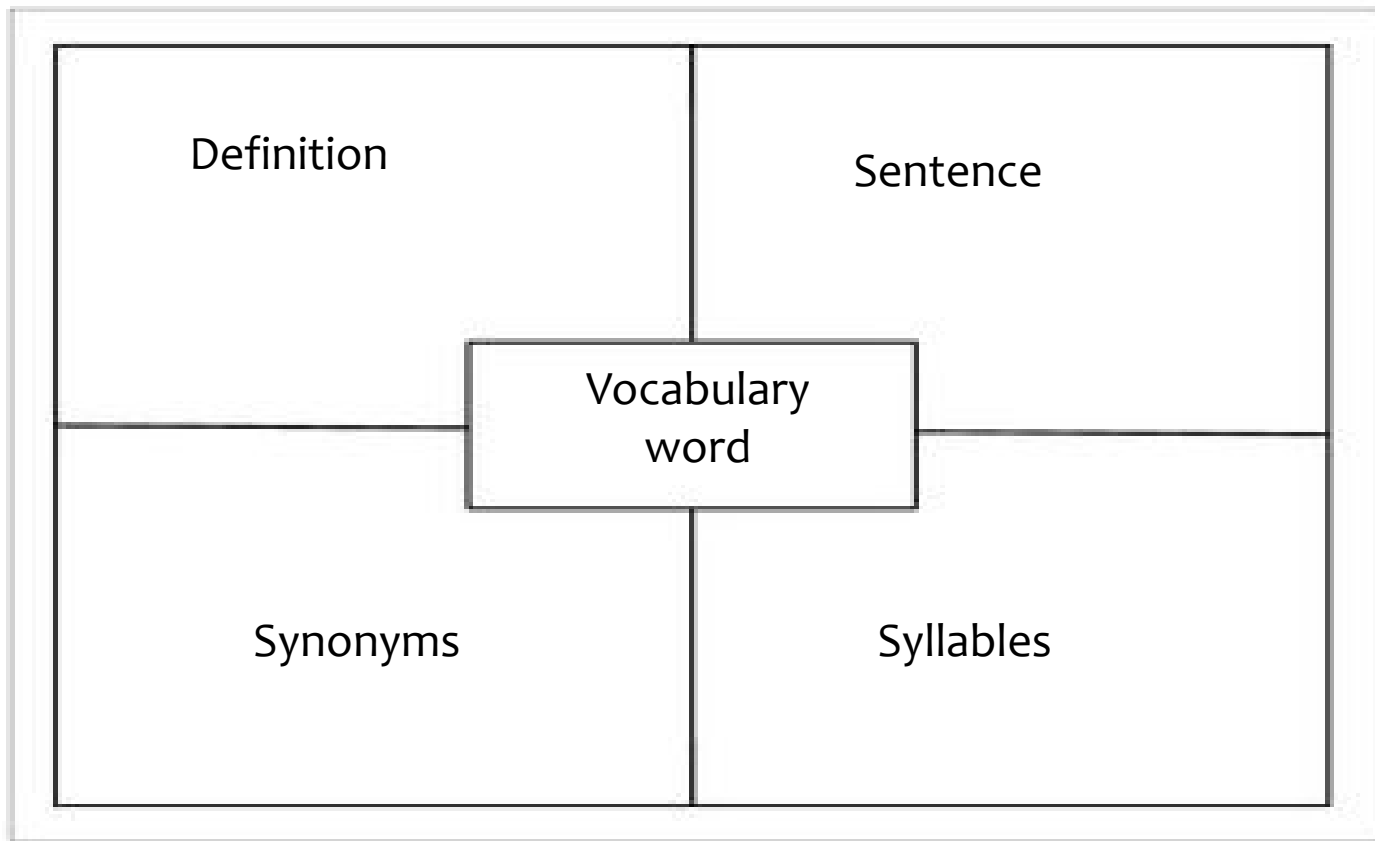 Definition
Sentence
Vocabulary
word
Synonyms
Syllables